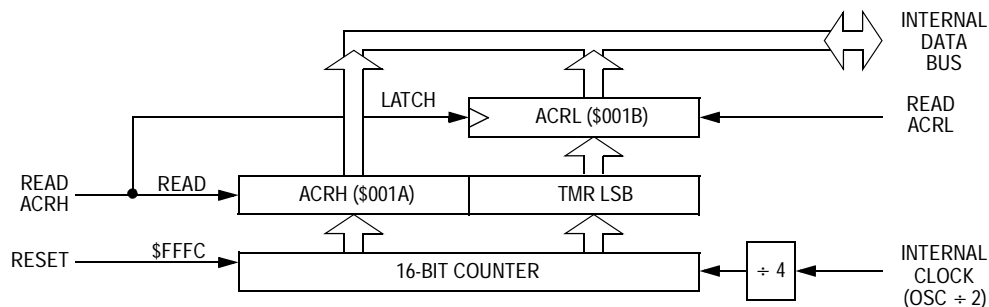 INTERNAL
DATA
BUS
LATCH
ACRL ($001B)
READ
ACRL
READ
ACRH
READ
ACRH ($001A)
TMR LSB
RESET
$FFFC
16-BIT COUNTER
÷ 4
INTERNAL
CLOCK
(OSC ÷ 2)